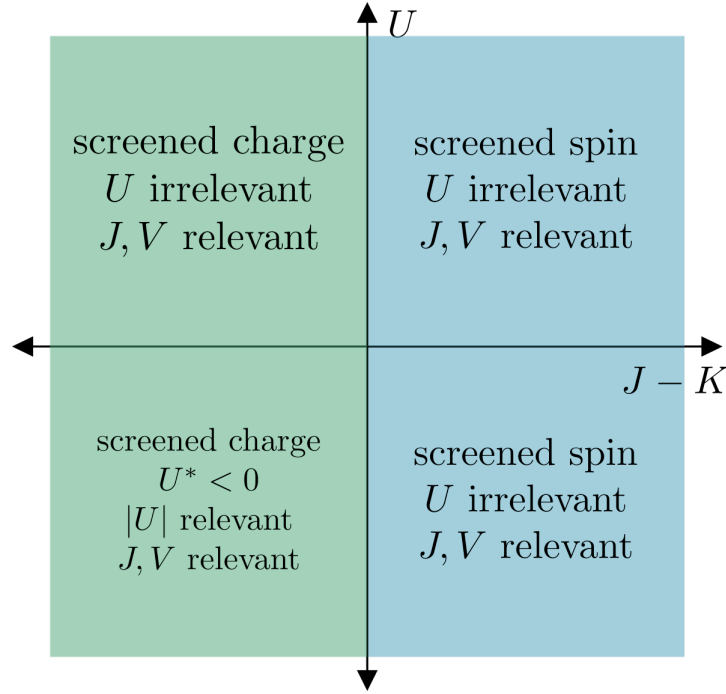 U
screened charge
U irrelevant
J, V relevant
screened spin
U irrelevant
J, V relevant
J − K
screened charge
U* < 0
|U| relevant
J, V relevant
screened spin
U irrelevant
J, V relevant